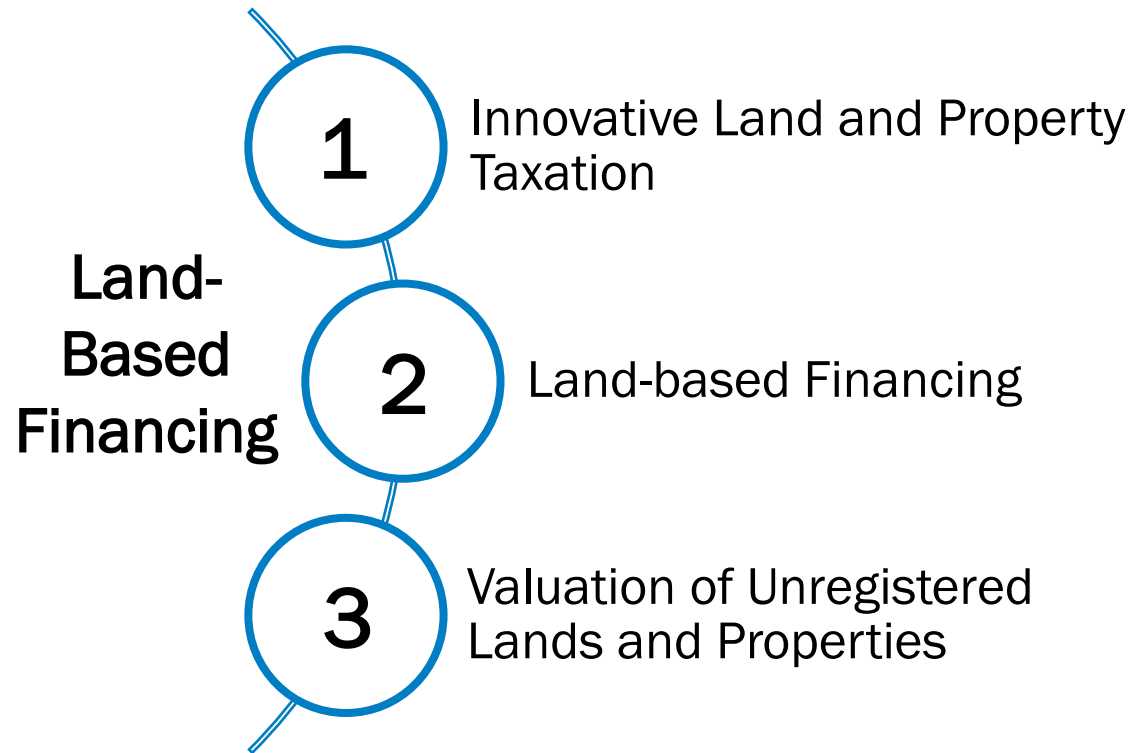 Land-
Based
Financing
1
Innovative Land and Property
Taxation
2
Land-based Financing
3
Valuation of Unregistered
Lands and Properties